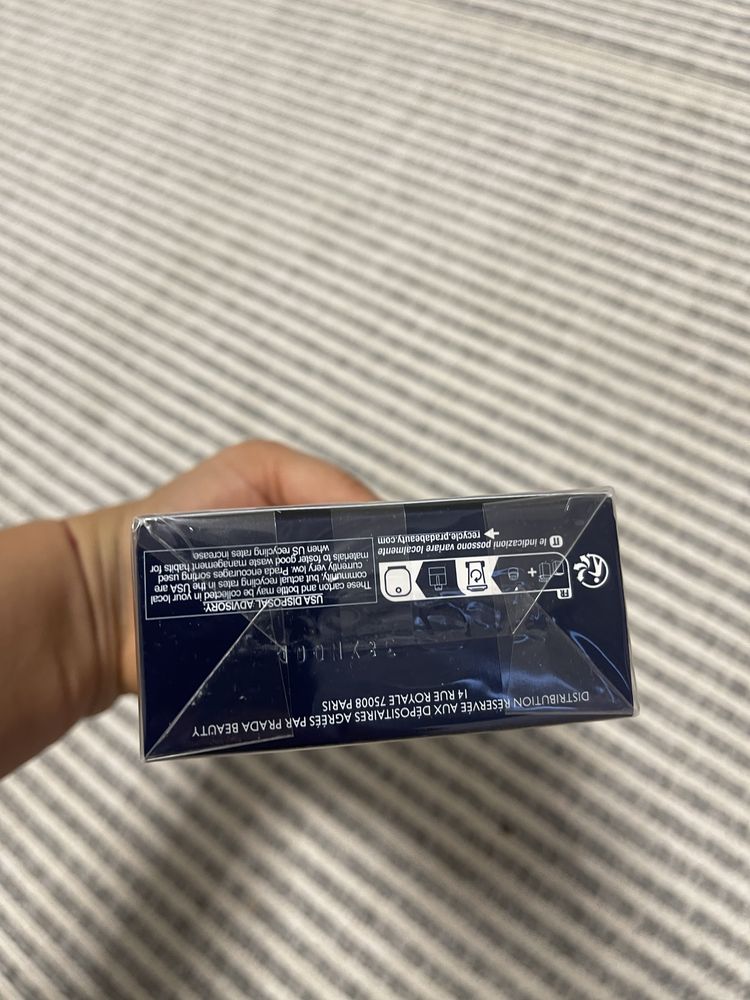 USA DISPOSAL ADVISORY:
These carton and bottle may be collected in your local
community, but actual recycling rates in the USA are
currently very low. Prada encourages sorting used
materials to foster good waste management habits for
when US recycling rates increase.
FR
+
IT le indicazioni possono variare localmente
recycle.pradabeauty.com
DISTRIBUTION RÉSERVÉE AUX DÉPOSITAIRES AGRÉÉS PAR PRADA BEAUTY
14 RUE ROYALE 75008 PARIS